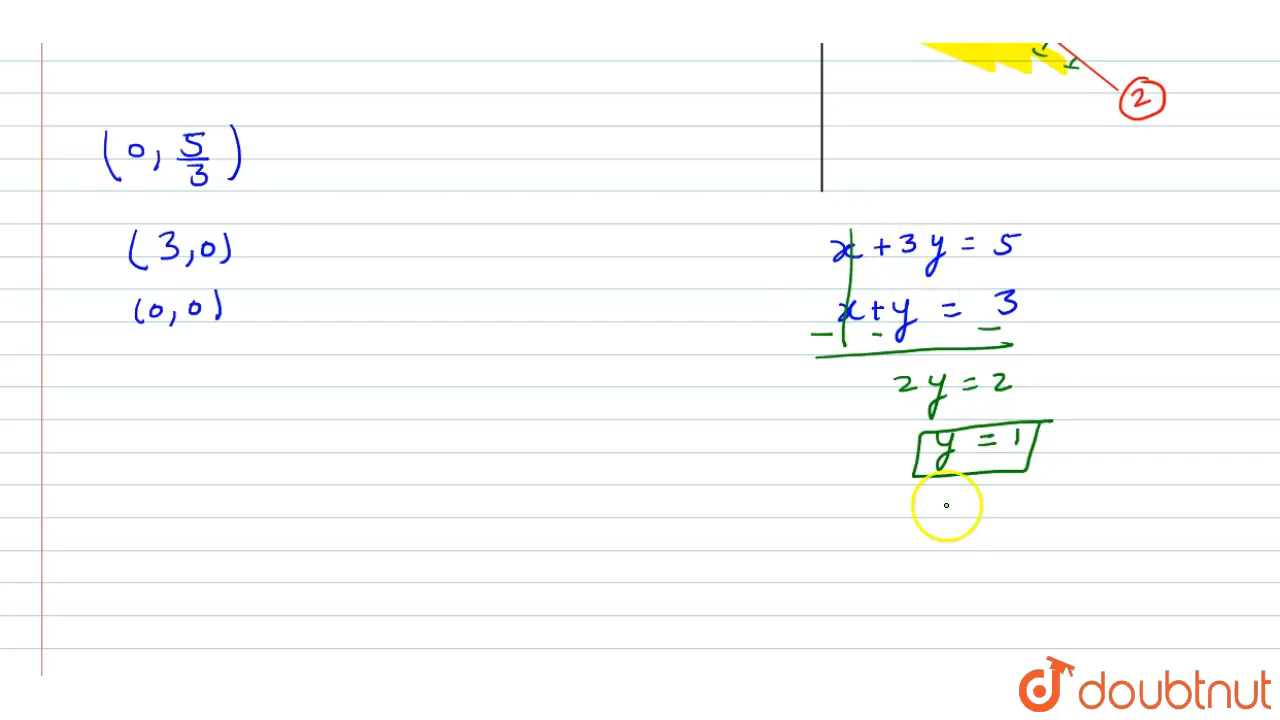 2
(0, 5/3)
(3,0)
(0,0)
x + 3y = 5
x + y = 3
- - -
2y = 2
y = 1
doubtnut